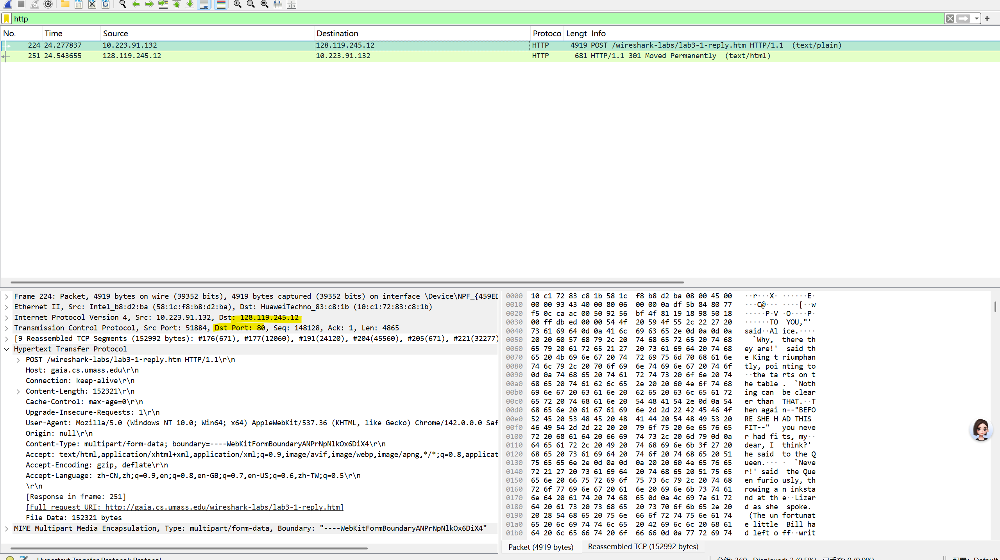 http
No. Time Source Destination Protoco Lengt Info
224 24.277837 10.223.91.132 128.119.245.12 HTTP 4919 POST /wireshark-labs/lab3-1-reply.htm HTTP/1.1  (text/plain)
251 24.543655 128.119.245.12 10.223.91.132 HTTP 681 HTTP/1.1 301 Moved Permanently  (text/html)
Frame 224: Packet, 4919 bytes on wire (39352 bits), 4919 bytes captured (39352 bits) on interface \Device\NPF_{459ED
Ethernet II, Src: Intel_b8:d2:ba (58:1c:f8:b8:d2:ba), Dst: HuaweiTechno_83:c8:1b (10:c1:72:83:c8:1b)
Internet Protocol Version 4, Src: 10.223.91.132, Dst: 128.119.245.12
Transmission Control Protocol, Src Port: 51884, Dst Port: 80, Seq: 148128, Ack: 1, Len: 4865
[9 Reassembled TCP Segments (152992 bytes): #176(671), #177(12060), #191(24120), #204(45560), #205(671), #221(32277)
Hypertext Transfer Protocol
POST /wireshark-labs/lab3-1-reply.htm HTTP/1.1\r\n
Host: gaia.cs.umass.edu\r\n
Connection: keep-alive\r\n
Content-Length: 152321\r\n
Cache-Control: max-age=0\r\n
Upgrade-Insecure-Requests: 1\r\n
User-Agent: Mozilla/5.0 (Windows NT 10.0; Win64; x64) AppleWebKit/537.36 (KHTML, like Gecko) Chrome/142.0.0.0 Saf
Origin: null\r\n
Content-Type: multipart/form-data; boundary=----WebKitFormBoundaryANPrNpNlkOx6DiX4\r\n
Accept: text/html,application/xhtml+xml,application/xml;q=0.9,image/avif,image/webp,image/apng,*/*;q=0.8,applicat
Accept-Encoding: gzip, deflate\r\n
Accept-Language: zh-CN,zh;q=0.9,en;q=0.8,en-GB;q=0.7,en-US;q=0.6,zh-TW;q=0.5\r\n
\r\n
[Response in frame: 251]
[Full request URI: http://gaia.cs.umass.edu/wireshark-labs/lab3-1-reply.htm]
File Data: 152321 bytes
MIME Multipart Media Encapsulation, Type: multipart/form-data, Boundary: "----WebKitFormBoundaryANPrNpNlkOx6DiX4"
0000 10 c1 72 83 c8 1b 58 1c f8 b8 d2 ba 08 00 45 00 ··r···X· ······E·
0010 00 00 93 43 40 00 80 06 00 00 0a df 5b 84 80 77 ···C@··· ····[··w
0020 f5 0c ca ac 00 50 92 56 bf 4f 81 19 18 98 50 18 ·····P·V ·O····P·
0030 00 ff db ed 00 00 54 4f 20 59 4f 55 2c 22 27 20 ······TO YOU,"'
0040 73 61 69 64 0d 0a 41 6c 69 63 65 2e 0d 0a 0d 0a said··Al ice.····
0050 20 20 60 57 68 79 2c 20 74 68 65 72 65 20 74 68 `Why, there th
0060 65 79 20 61 72 65 21 27 20 73 61 69 64 20 74 68 ey are!' said th
0070 65 20 4b 69 6e 67 20 74 72 69 75 6d 70 68 61 6e e King t riumphan
0080 74 6c 79 2c 20 70 6f 69 6e 74 69 6e 67 20 74 6f tly, poi nting to
0090 0d 0a 74 68 65 20 74 61 72 74 73 20 6f 6e 20 74 ··the ta rts on t
00a0 68 65 20 74 61 62 6c 65 2e 20 20 60 4e 6f 74 68 he table . `Noth
00b0 69 6e 67 20 63 61 6e 20 62 65 20 63 6c 65 61 72 ing can be clear
00c0 65 72 20 74 68 61 6e 20 54 48 41 54 2e 0d 0a 54 er than THAT.··T
00d0 68 65 6e 20 61 67 61 69 6e 2d 2d 22 42 45 46 4f hen agai n--"BEFO
00e0 52 45 20 53 48 45 20 48 41 44 20 54 48 49 53 20 RE SHE H AD THIS
00f0 46 49 54 2d 2d 22 20 20 79 6f 75 20 6e 65 76 65 FIT--" you neve
0100 72 20 68 61 64 20 66 69 74 73 2c 20 6d 79 0d 0a r had fi ts, my··
0110 64 65 61 72 2c 20 49 20 74 68 69 6e 6b 3f 27 20 dear, I think?'
0120 68 65 20 73 61 69 64 20 74 6f 20 74 68 65 20 51 he said to the Q
0130 75 65 65 6e 2e 0d 0a 0d 0a 20 20 60 4e 65 76 65 ueen.··· · `Neve
0140 72 21 27 20 73 61 69 64 20 74 68 65 20 51 75 65 r!' said the Que
0150 65 6e 20 66 75 72 69 6f 75 73 6c 79 2c 20 74 68 en furio usly, th
0160 72 6f 77 69 6e 67 20 61 6e 20 69 6e 6b 73 74 61 rowing a n inksta
0170 6e 64 20 61 74 20 74 68 65 0d 0a 4c 69 7a 61 72 nd at th e··Lizar
0180 64 20 61 73 20 73 68 65 20 73 70 6f 6b 65 2e 20 d as she spoke.
0190 20 28 54 68 65 20 75 6e 66 6f 72 74 75 6e 61 74 (The un fortunat
01a0 65 20 6c 69 74 74 6c 65 20 42 69 6c 6c 20 68 61 e little Bill ha
01b0 64 20 6c 65 66 74 20 6f 66 66 0d 0a 77 72 69 74 d left o ff··writ
Packet (4919 bytes) Reassembled TCP (152992 bytes)
Hypertext Transfer Protocol: Protocol